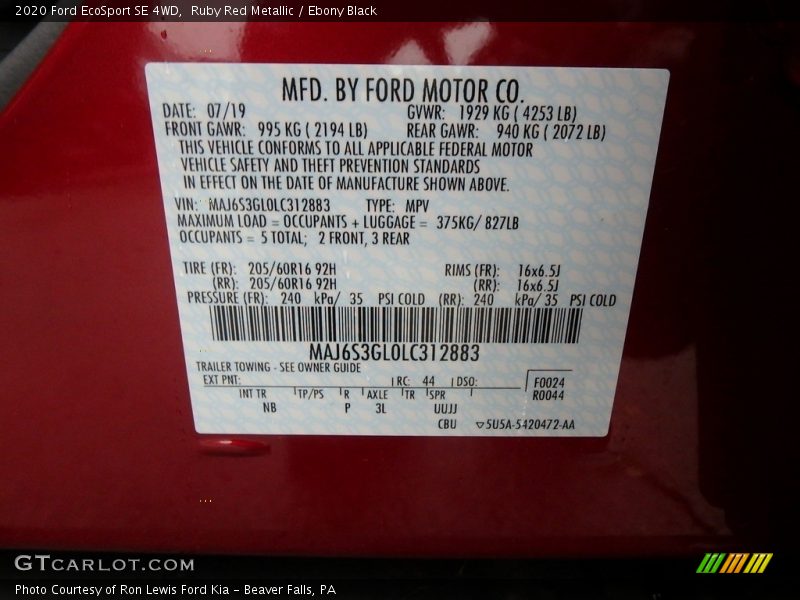 2020 Ford EcoSport SE 4WD,  Ruby Red Metallic / Ebony Black
MFD. BY FORD MOTOR CO.
DATE: 07/19 GVWR: 1929 KG ( 4253 LB)
FRONT GAWR: 995 KG ( 2194 LB) REAR GAWR: 940 KG ( 2072 LB)
THIS VEHICLE CONFORMS TO ALL APPLICABLE FEDERAL MOTOR
VEHICLE SAFETY AND THEFT PREVENTION STANDARDS
IN EFFECT ON THE DATE OF MANUFACTURE SHOWN ABOVE.
VIN: MAJ6S3GL0LC312883 TYPE: MPV
MAXIMUM LOAD = OCCUPANTS + LUGGAGE = 375KG/ 827LB
OCCUPANTS = 5 TOTAL; 2 FRONT, 3 REAR
TIRE (FR): 205/60R16 92H RIMS (FR): 16x6.5J
(RR): 205/60R16 92H (RR): 16x6.5J
PRESSURE (FR): 240 kPa/ 35 PSI COLD (RR): 240 kPa/ 35 PSI COLD
MAJ6S3GL0LC312883
TRAILER TOWING - SEE OWNER GUIDE
EXT PNT: RC: 44 DSO: F0024
INT TR TP/PS R AXLE TR SPR R0044
NB P 3L UUJJ
CBU ▽5U5A-5420472-AA
GTCARLOT.COM
Photo Courtesy of Ron Lewis Ford Kia - Beaver Falls, PA